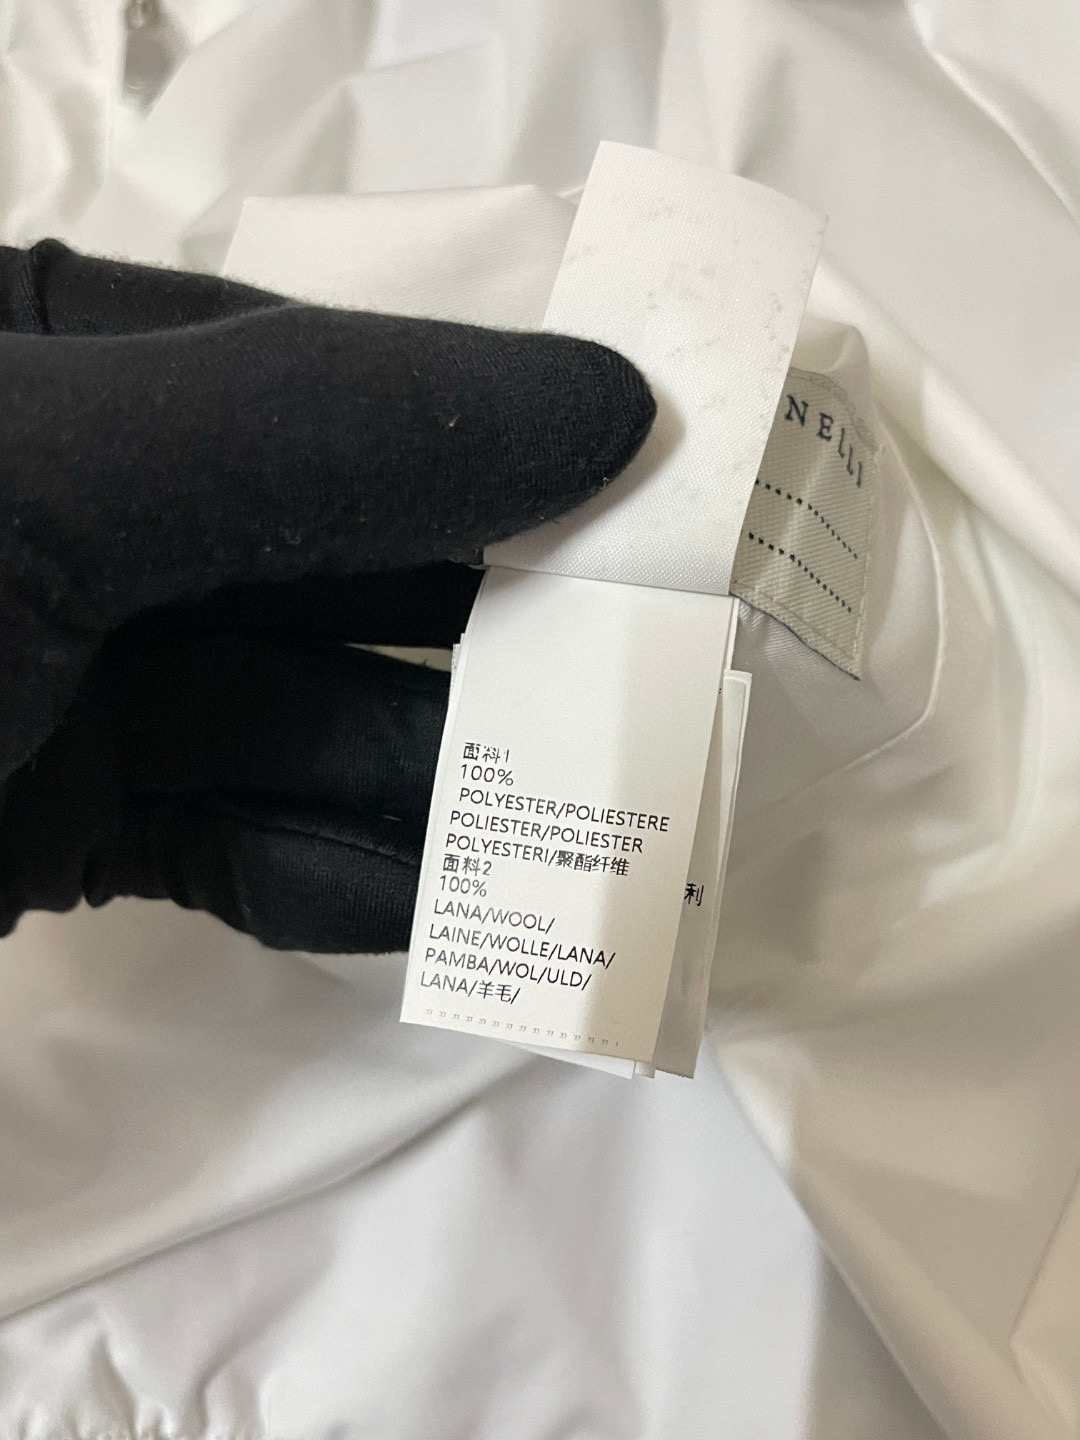 NEllI
面料1
100%
POLYESTER/POLIESTERE
POLIESTER/POLIESTER
POLYESTERI/聚酯纤维
面料2
100%
LANA/WOOL/
LAINE/WOLLE/LANA/
PAMBA/WOL/ULD/
LANA/羊毛/
利